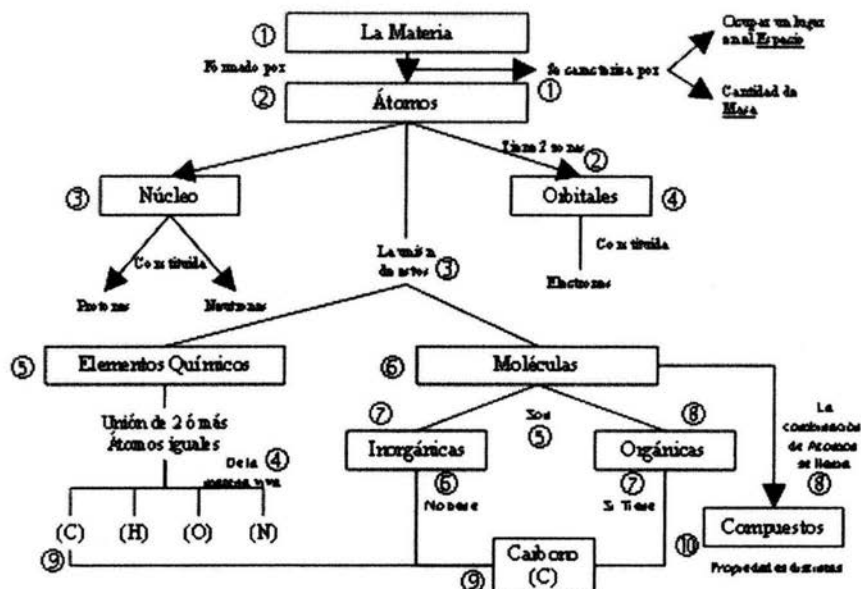 ① La Materia
Formado por
Se caracteriza por
Ocupar un lugar
en el Espacio
Cantidad de
Masa
② Átomos ①
Tiene 2 zonas ②
③ Núcleo
Orbitales ④
Constituida
Constituida
Protones
Neutrones
Electrones
La unión
de estos ③
⑤ Elementos Químicos
⑥ Moléculas
Unión de 2 ó más
Átomos iguales
De la ④
materia viva
(C) (H) (O) (N)
⑨
⑦
Inorgánicas
Son
⑤
⑧
Orgánicas
⑥
No tiene
⑦
Si Tiene
⑨
Carbono
(C)
La
combinación
de Atomos
se llama
⑧
⑩ Compuestos
Propiedades distintas